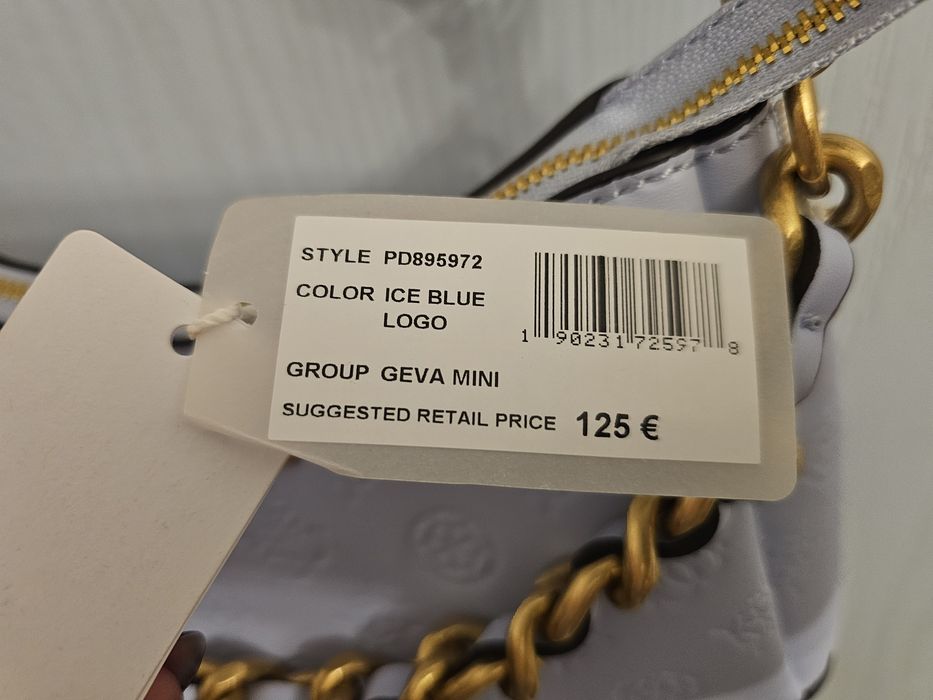 STYLE PD895972
COLOR ICE BLUE
LOGO
1 90231 72597 8
GROUP GEVA MINI
SUGGESTED RETAIL PRICE 125 €